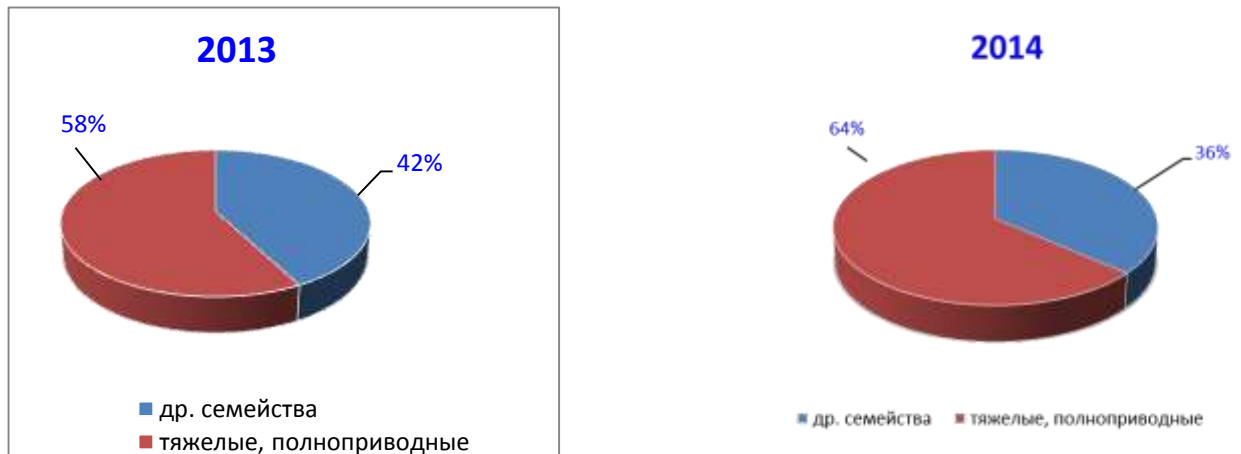 2013
58%
42%
др. семейства
тяжелые, полноприводные
2014
64%
36%
др. семейства тяжелые, полноприводные